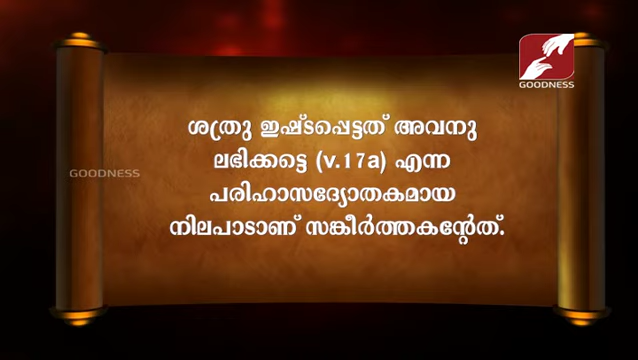 GOODNESS
GOODNESS
ശത്രു ഇഷ്ടപ്പെട്ടത് അവനു
ലഭിക്കട്ടെ (v.17a) എന്ന
പരിഹാസദ്യോതകമായ
നിലപാടാണ് സങ്കീർത്തകന്റേത്.